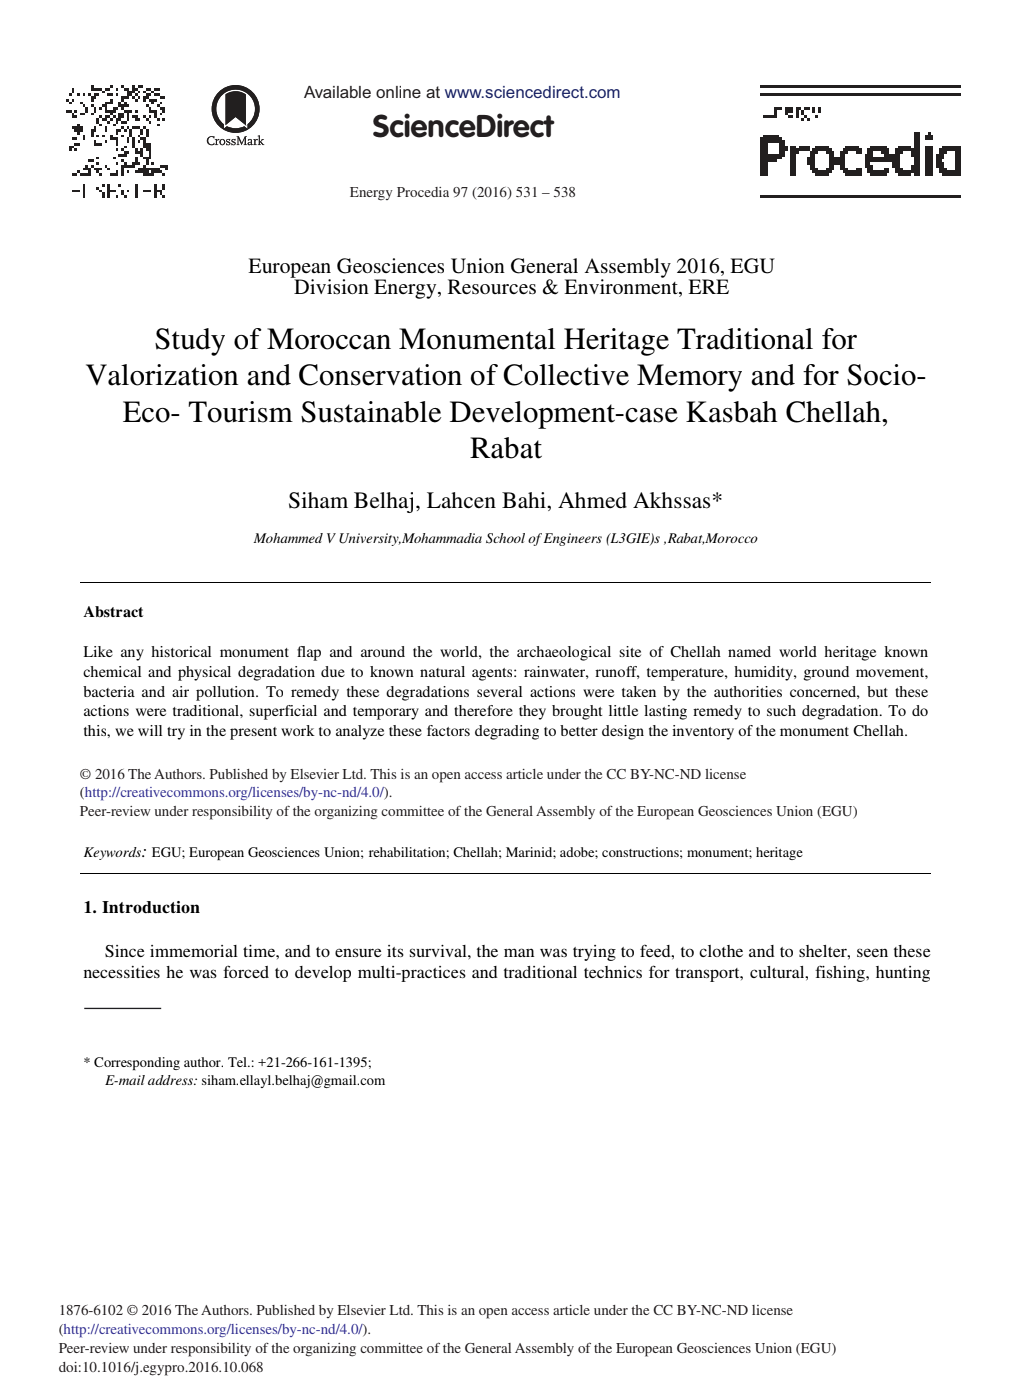 Available online at www.sciencedirect.com
ScienceDirect
CrossMark
Procedia
Energy Procedia 97 (2016) 531 – 538
European Geosciences Union General Assembly 2016, EGU
Division Energy, Resources & Environment, ERE
Study of Moroccan Monumental Heritage Traditional for
Valorization and Conservation of Collective Memory and for Socio-
Eco- Tourism Sustainable Development-case Kasbah Chellah,
Rabat
Siham Belhaj, Lahcen Bahi, Ahmed Akhssas*
Mohammed V University,Mohammadia School of Engineers (L3GIE)s ,Rabat,Morocco
Abstract
Like any historical monument flap and around the world, the archaeological site of Chellah named world heritage known
chemical and physical degradation due to known natural agents: rainwater, runoff, temperature, humidity, ground movement,
bacteria and air pollution. To remedy these degradations several actions were taken by the authorities concerned, but these
actions were traditional, superficial and temporary and therefore they brought little lasting remedy to such degradation. To do
this, we will try in the present work to analyze these factors degrading to better design the inventory of the monument Chellah.
© 2016 The Authors. Published by Elsevier Ltd. This is an open access article under the CC BY-NC-ND license
(http://creativecommons.org/licenses/by-nc-nd/4.0/).
Peer-review under responsibility of the organizing committee of the General Assembly of the European Geosciences Union (EGU)
Keywords: EGU; European Geosciences Union; rehabilitation; Chellah; Marinid; adobe; constructions; monument; heritage
1. Introduction
Since immemorial time, and to ensure its survival, the man was trying to feed, to clothe and to shelter, seen these
necessities he was forced to develop multi-practices and traditional technics for transport, cultural, fishing, hunting
* Corresponding author. Tel.: +21-266-161-1395;
E-mail address: siham.ellayl.belhaj@gmail.com
1876-6102 © 2016 The Authors. Published by Elsevier Ltd. This is an open access article under the CC BY-NC-ND license
(http://creativecommons.org/licenses/by-nc-nd/4.0/).
Peer-review under responsibility of the organizing committee of the General Assembly of the European Geosciences Union (EGU)
doi:10.1016/j.egypro.2016.10.068